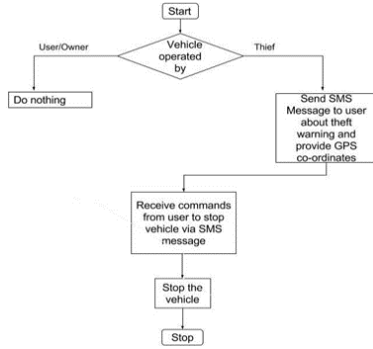 Start
User/Owner
Vehicle
operated
by
Thief
Do nothing
Send SMS
Message to user
about theft
warning and
provide GPS
co-ordinates
Receive commands
from user to stop
vehicle via SMS
message
Stop the
vehicle
Stop